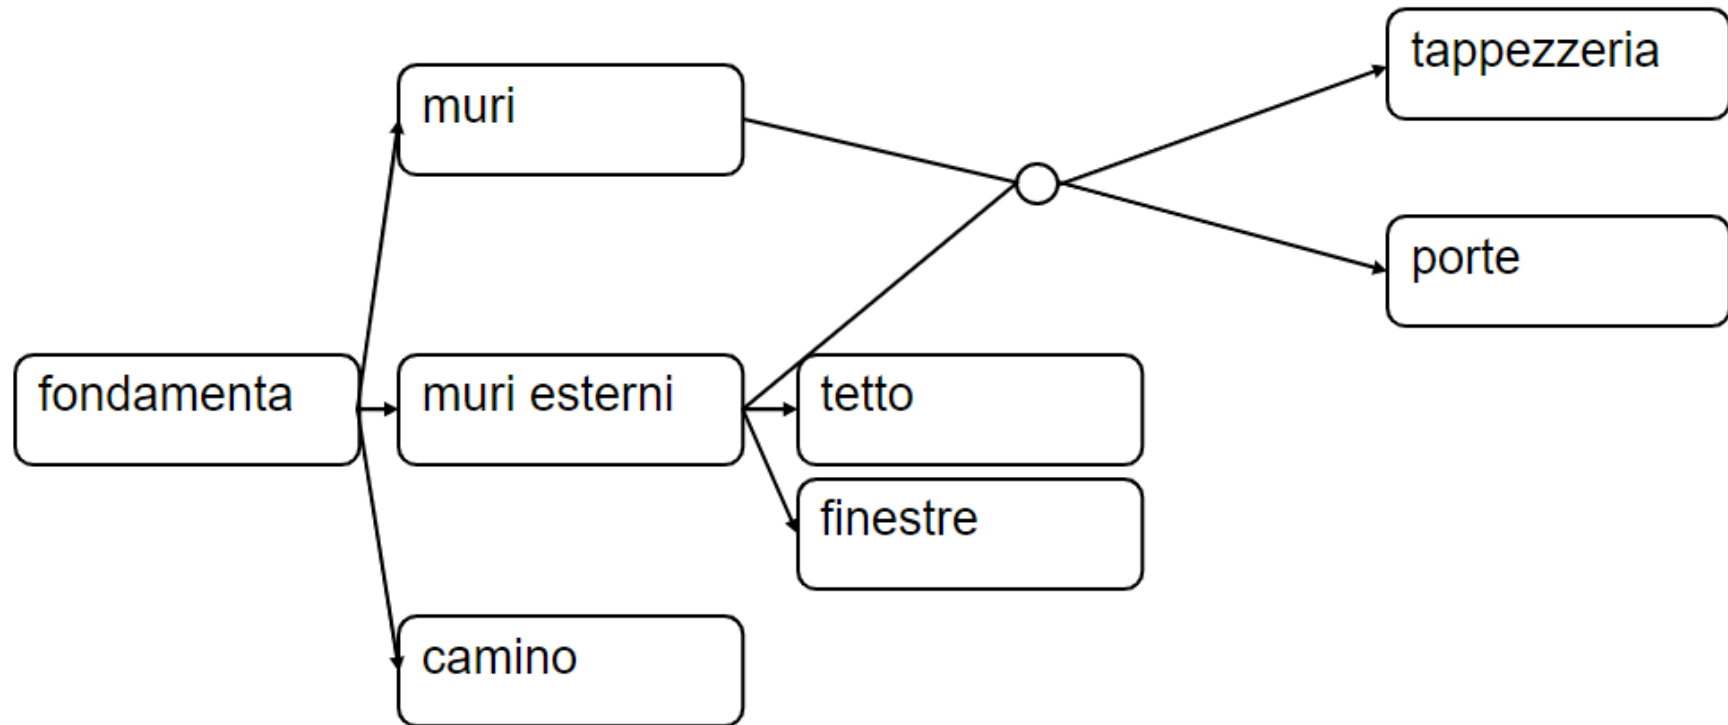 tappezzeria
muri
porte
fondamenta
muri esterni
tetto
finestre
camino